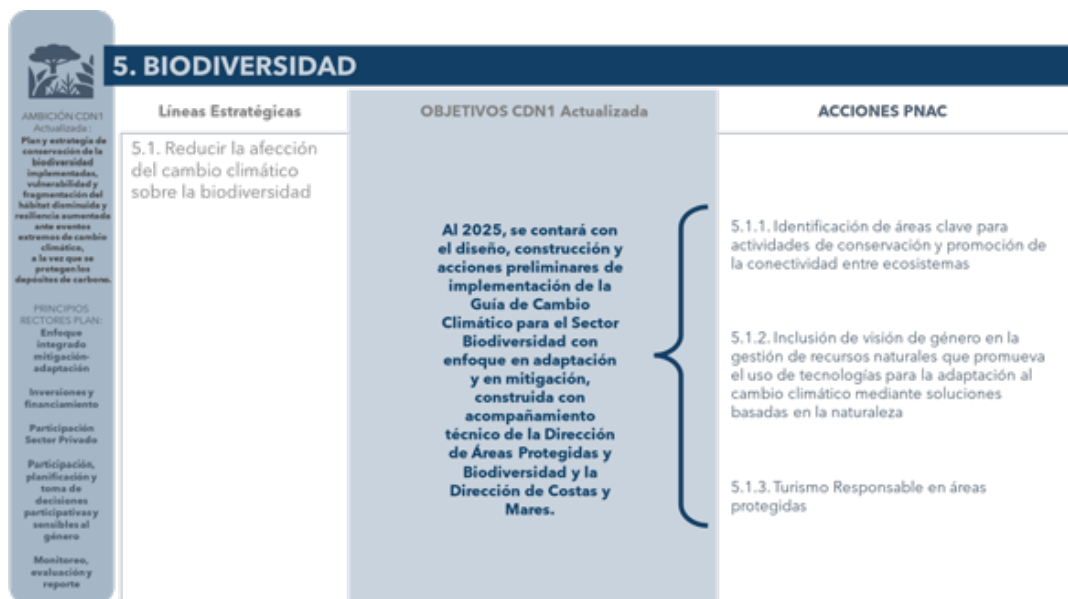 5. BIODIVERSIDAD
AMBICIÓN CDN1
Actualizada:
Plan y estrategia de
conservación de la
biodiversidad
implementadas,
vulnerabilidad y
fragmentación del
hábitat disminuida y
resiliencia aumentada
ante eventos
extremos de cambio
climático,
a la vez que se
protegen los
depósitos de carbono.
PRINCIPIOS
RECTORES PLAN:
Enfoque
integrado
mitigación-
adaptación
Inversiones y
financiamiento
Participación
Sector Privado
Participación,
planificación y
toma de
decisiones
participativas y
sensibles al
género
Monitoreo,
evaluación y
reporte
Líneas Estratégicas
5.1. Reducir la afección
del cambio climático
sobre la biodiversidad
OBJETIVOS CDN1 Actualizada
Al 2025, se contará con
el diseño, construcción y
acciones preliminares de
implementación de la
Guía de Cambio
Climático para el Sector
Biodiversidad con
enfoque en adaptación
y en mitigación,
construida con
acompañamiento
técnico de la Dirección
de Áreas Protegidas y
Biodiversidad y la
Dirección de Costas y
Mares.
ACCIONES PNAC
5.1.1. Identificación de áreas clave para
actividades de conservación y promoción de
la conectividad entre ecosistemas
5.1.2. Inclusión de visión de género en la
gestión de recursos naturales que promueva
el uso de tecnologías para la adaptación al
cambio climático mediante soluciones
basadas en la naturaleza
5.1.3. Turismo Responsable en áreas
protegidas